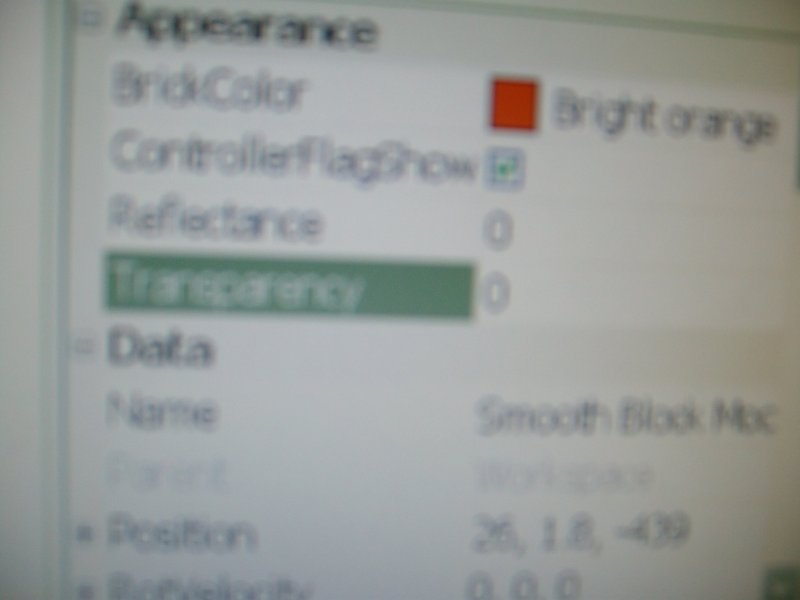 Appearance
BrickColor Bright orange
ControllerFlagShow
Reflectance 0
Transparency 0
Data
Name Smooth Block Moc
Parent Workspace
Position 26, 1.8, -439
RotVelocity 0, 0, 0